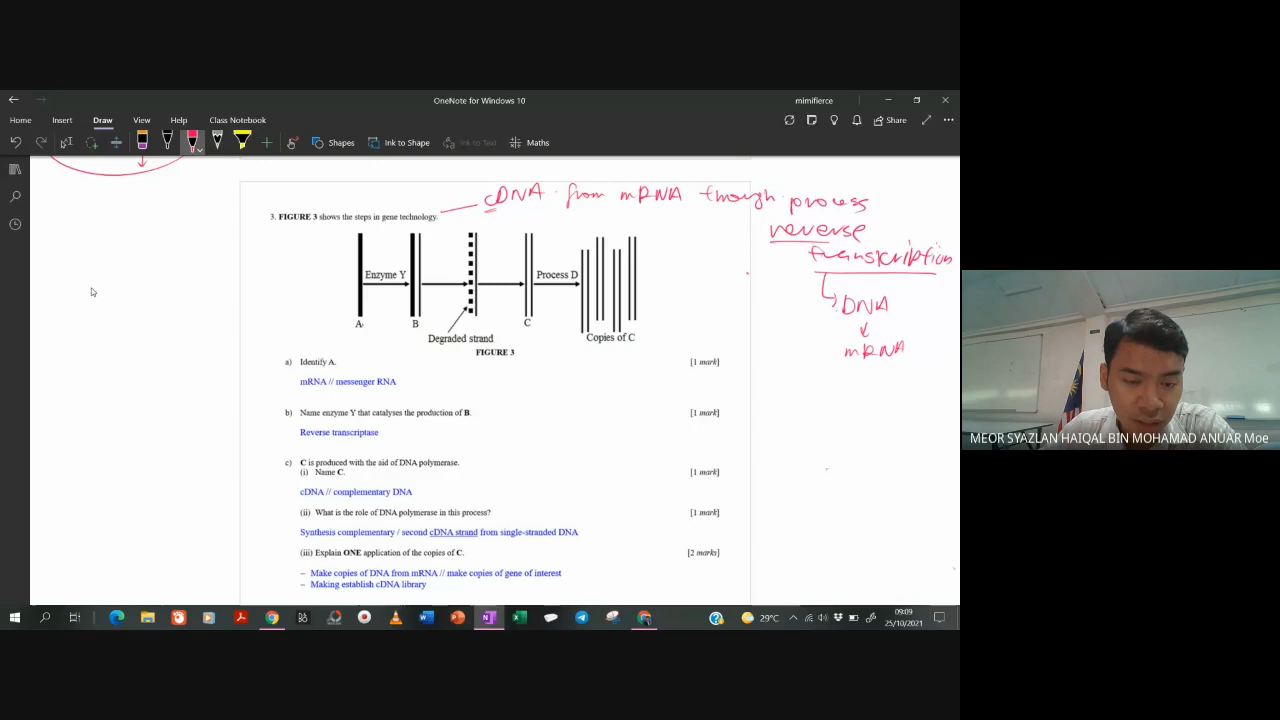 OneNote for Windows 10
mimifierce
Home Insert Draw View Help Class Notebook
Share
Shapes Ink to Shape Ink to Text Maths
cDNA from mRNA though process
reverse
transkription
DNA
mRNA
3. FIGURE 3 shows the steps in gene technology.
Enzyme Y
Process D
A
B
C
Degraded strand
Copies of C
FIGURE 3
a) Identify A. [1 mark]
mRNA // messenger RNA
b) Name enzyme Y that catalyses the production of B. [1 mark]
Reverse transcriptase
c) C is produced with the aid of DNA polymerase.
(i) Name C. [1 mark]
cDNA // complementary DNA
(ii) What is the role of DNA polymerase in this process? [1 mark]
Synthesis complementary / second cDNA strand from single-stranded DNA
(iii) Explain ONE application of the copies of C. [2 marks]
– Make copies of DNA from mRNA // make copies of gene of interest
– Making establish cDNA library
MEOR SYAZLAN HAIQAL BIN MOHAMAD ANUAR Moe
29°C
09:09
25/10/2021